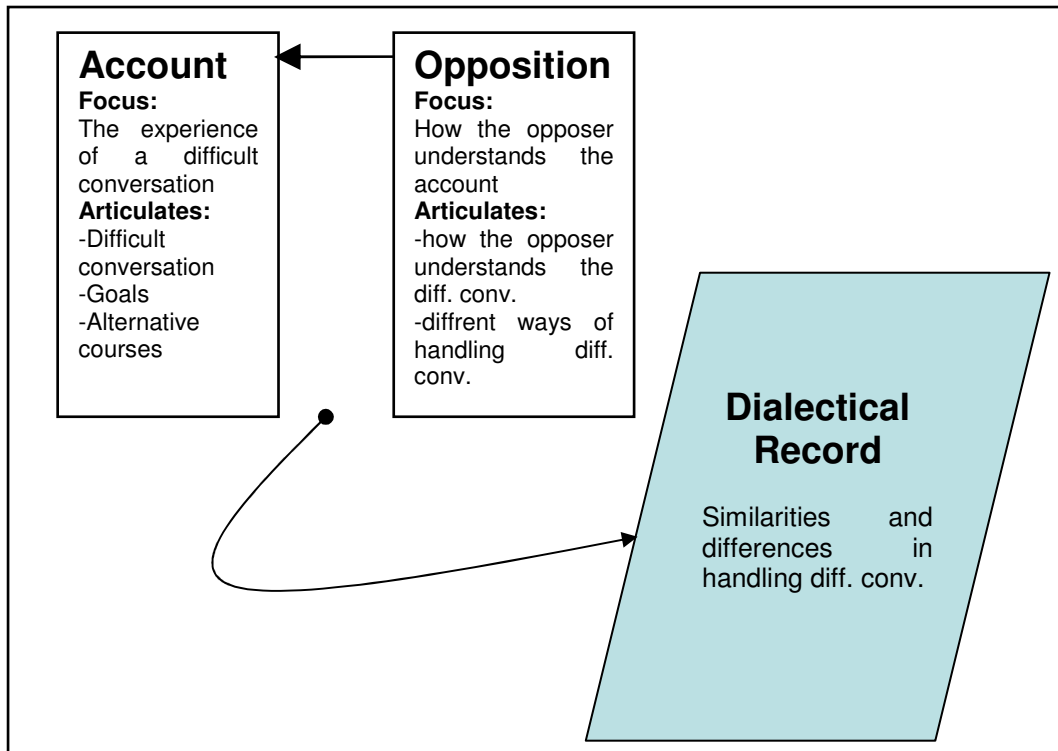 Account
Focus:
The experience
of a difficult
conversation
Articulates:
-Difficult
conversation
-Goals
-Alternative
courses
Opposition
Focus:
How the opposer
understands the
account
Articulates:
-how the opposer
understands the
diff. conv.
-diffrent ways of
handling diff.
conv.
Dialectical
Record
Similarities and
differences in
handling diff. conv.